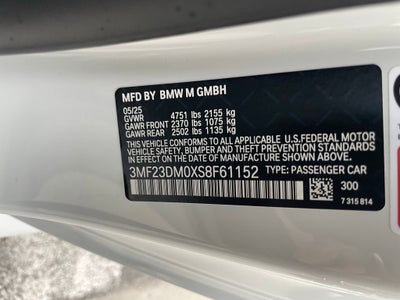 MFD BY BMW M GMBH
05/25
GVWR 4751 lbs 2155 kg
GAWR FRONT 2370 lbs 1075 kg
GAWR REAR 2502 lbs 1135 kg
THIS VEHICLE CONFORMS TO ALL APPLICABLE U.S.FEDERAL MOTOR
VEHICLE SAFETY, BUMPER AND THEFT PREVENTION STANDARDS
IN EFFECT ON THE DATE OF MANUFACTURE SHOWN ABOVE.
3MF23DM0XS8F61152 TYPE: PASSENGER CAR
300
7 315 814